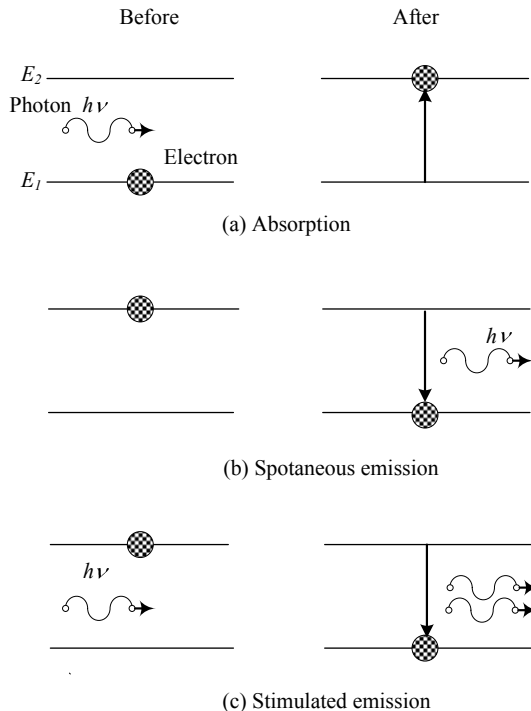 Before After
E2
Photon hν
Electron
E1
(a) Absorption
hν
(b) Spotaneous emission
hν
(c) Stimulated emission